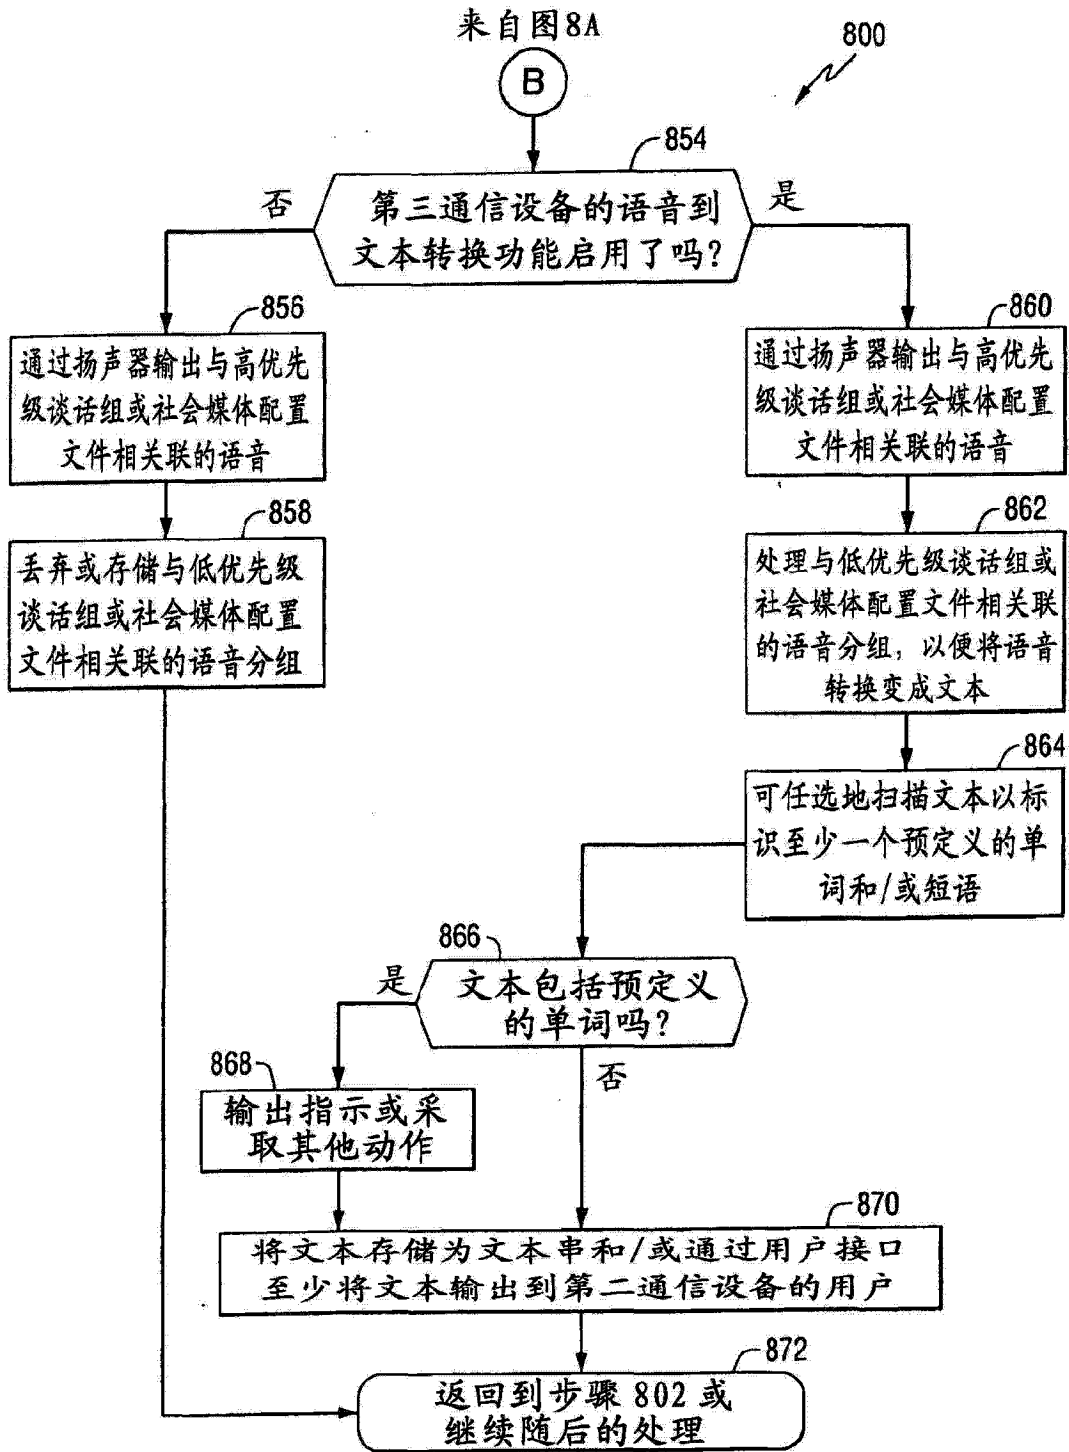 来自图8A
800
B
854
第三通信设备的语音到
文本转换功能启用了吗?
否
是
856
通过扬声器输出与高优先
级谈话组或社会媒体配置
文件相关联的语音
858
丢弃或存储与低优先级
谈话组或社会媒体配置
文件相关联的语音分组
860
通过扬声器输出与高优先
级谈话组或社会媒体配置
文件相关联的语音
862
处理与低优先级谈话组或
社会媒体配置文件相关联
的语音分组，以便将语音
转换变成文本
864
可任选地扫描文本以标
识至少一个预定义的单
词和/或短语
866
文本包括预定义
的单词吗?
是
否
868
输出指示或采
取其他动作
870
将文本存储为文本串和/或通过用户接口
至少将文本输出到第二通信设备的用户
872
返回到步骤 802 或
继续随后的处理